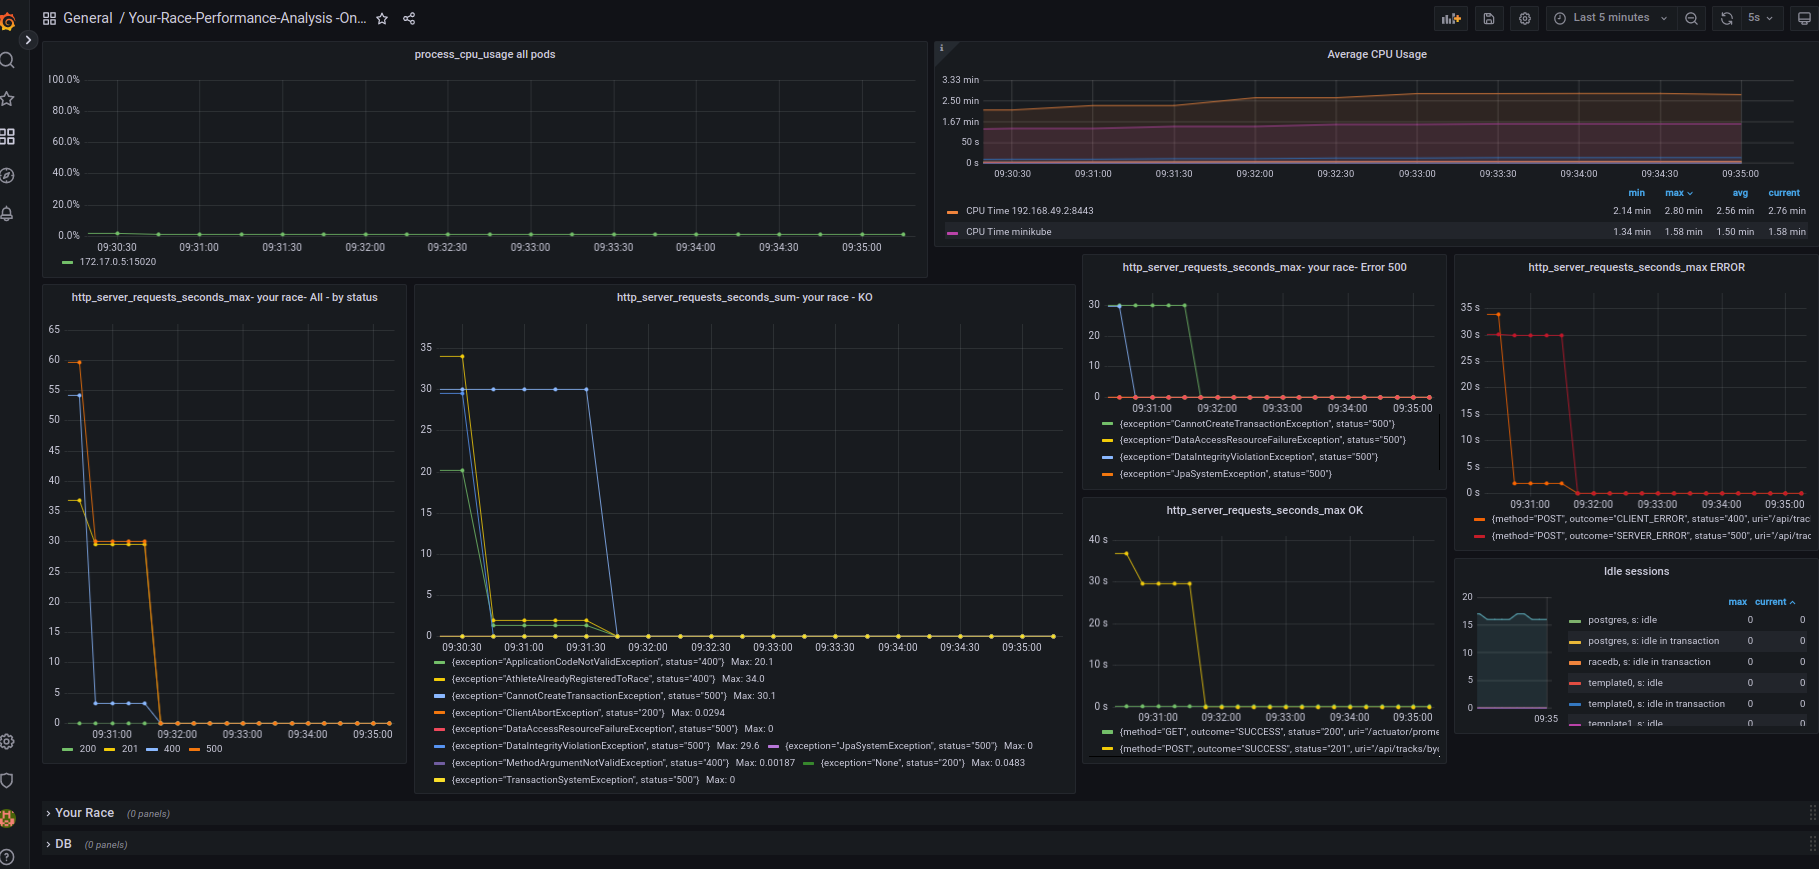 General / Your-Race-Performance-Analysis -On...
Last 5 minutes
5s
process_cpu_usage all pods
100.0%
80.0%
60.0%
40.0%
20.0%
0.0%
09:30:30 09:31:00 09:31:30 09:32:00 09:32:30 09:33:00 09:33:30 09:34:00 09:34:30 09:35:00
172.17.0.5:15020
Average CPU Usage
3.33 min
2.50 min
1.67 min
50 s
0 s
09:30:30 09:31:00 09:31:30 09:32:00 09:32:30 09:33:00 09:33:30 09:34:00 09:34:30 09:35:00
min max avg current
CPU Time 192.168.49.2:8443 2.14 min 2.80 min 2.56 min 2.76 min
CPU Time minikube 1.34 min 1.58 min 1.50 min 1.58 min
http_server_requests_seconds_max- your race- All - by status
65
60
55
50
45
40
35
30
25
20
15
10
5
0
09:31:00 09:32:00 09:33:00 09:34:00 09:35:00
200 201 400 500
http_server_requests_seconds_sum- your race - KO
35
30
25
20
15
10
5
0
09:30:30 09:31:00 09:31:30 09:32:00 09:32:30 09:33:00 09:33:30 09:34:00 09:34:30 09:35:00
{exception="ApplicationCodeNotValidException", status="400"} Max: 20.1
{exception="AthleteAlreadyRegisteredToRace", status="400"} Max: 34.0
{exception="CannotCreateTransactionException", status="500"} Max: 30.1
{exception="ClientAbortException", status="200"} Max: 0.0294
{exception="DataAccessResourceFailureException", status="500"} Max: 0
{exception="DataIntegrityViolationException", status="500"} Max: 29.6 {exception="JpaSystemException", status="500"} Max: 0
{exception="MethodArgumentNotValidException", status="400"} Max: 0.00187 {exception="None", status="200"} Max: 0.0483
{exception="TransactionSystemException", status="500"} Max: 0
http_server_requests_seconds_max- your race- Error 500
30
20
10
0
09:31:00 09:32:00 09:33:00 09:34:00 09:35:00
{exception="CannotCreateTransactionException", status="500"}
{exception="DataAccessResourceFailureException", status="500"}
{exception="DataIntegrityViolationException", status="500"}
{exception="JpaSystemException", status="500"}
http_server_requests_seconds_max OK
40 s
30 s
20 s
10 s
0 s
09:31:00 09:32:00 09:33:00 09:34:00 09:35:00
{method="GET", outcome="SUCCESS", status="200", uri="/actuator/prome
{method="POST", outcome="SUCCESS", status="201", uri="/api/tracks/by
http_server_requests_seconds_max ERROR
35 s
30 s
25 s
20 s
15 s
10 s
5 s
0 s
09:31:00 09:32:00 09:33:00 09:34:00 09:35:00
{method="POST", outcome="CLIENT_ERROR", status="400", uri="/api/trac
{method="POST", outcome="SERVER_ERROR", status="500", uri="/api/trac
Idle sessions
20
15
10
5
0
09:35
max current
postgres, s: idle 0 0
postgres, s: idle in transaction 0 0
racedb, s: idle in transaction 0 0
template0, s: idle 0 0
template0, s: idle in transaction 0 0
template1, s: idle 0 0
Your Race (0 panels)
DB (0 panels)